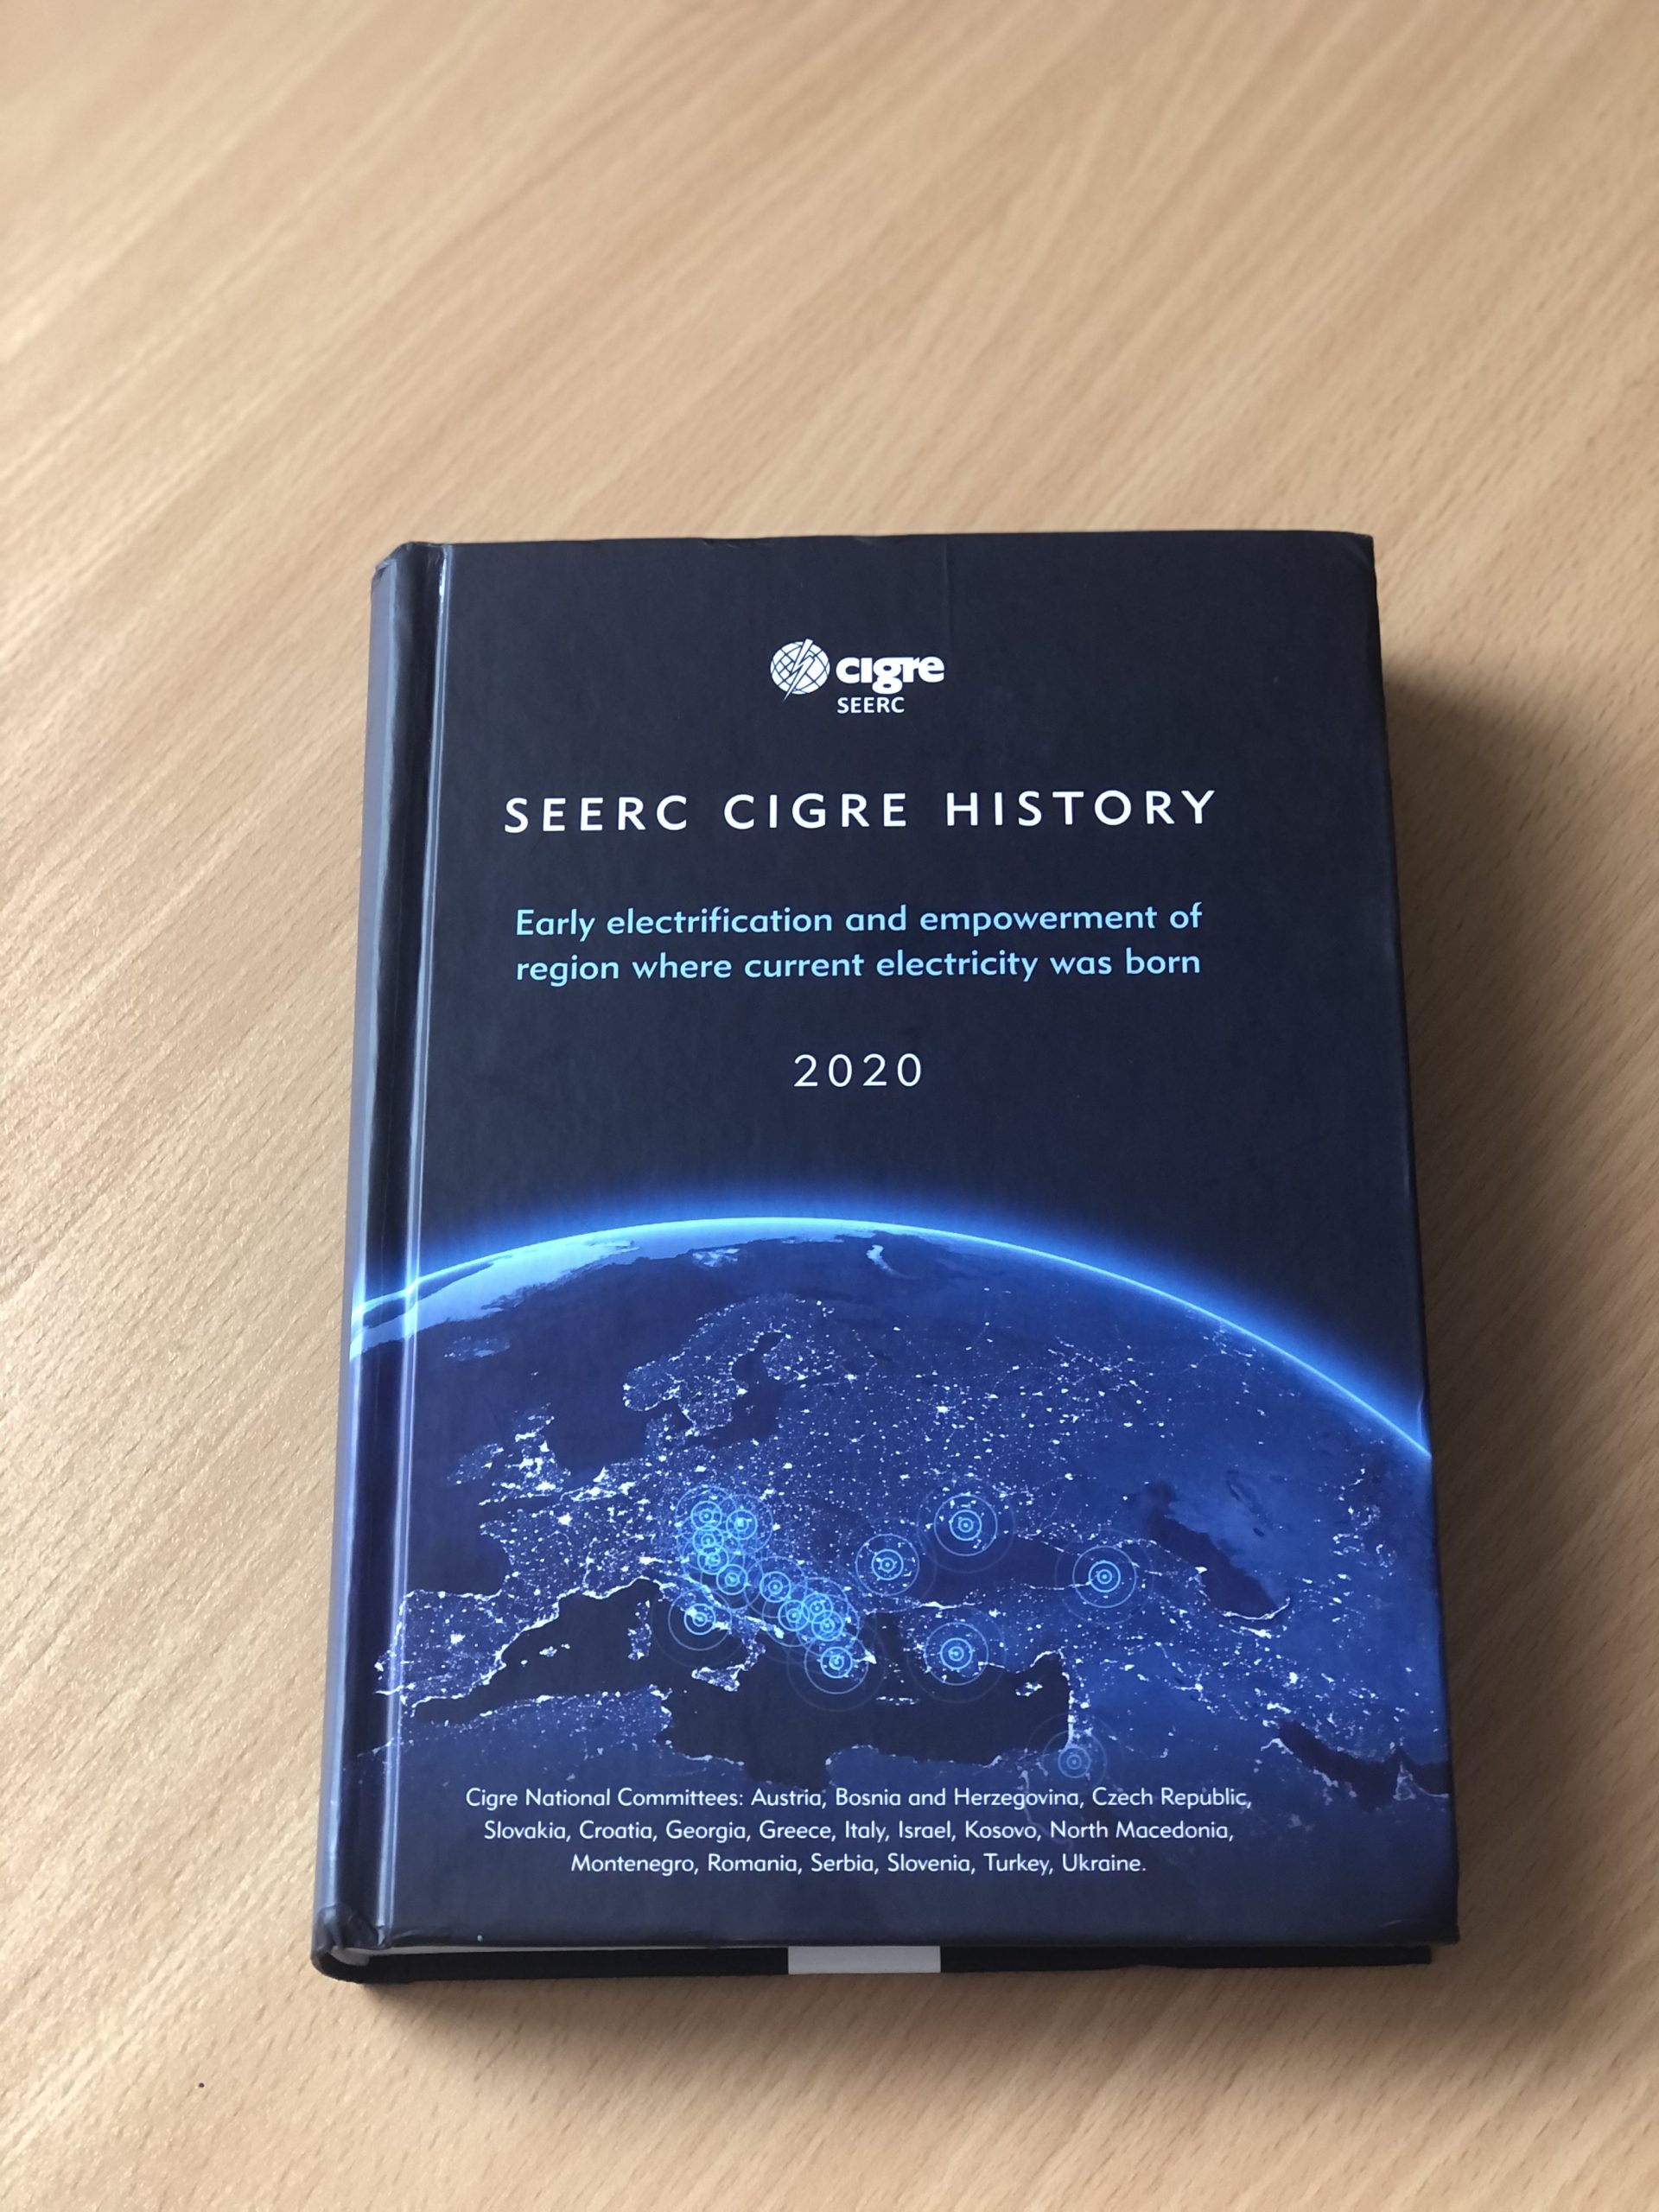 cigre
SEERC
SEERC CIGRE HISTORY
Early electrification and empowerment of
region where current electricity was born
2020
Cigre National Committees: Austria, Bosnia and Herzegovina, Czech Republic,
Slovakia, Croatia, Georgia, Greece, Italy, Israel, Kosovo, North Macedonia,
Montenegro, Romania, Serbia, Slovenia, Turkey, Ukraine.